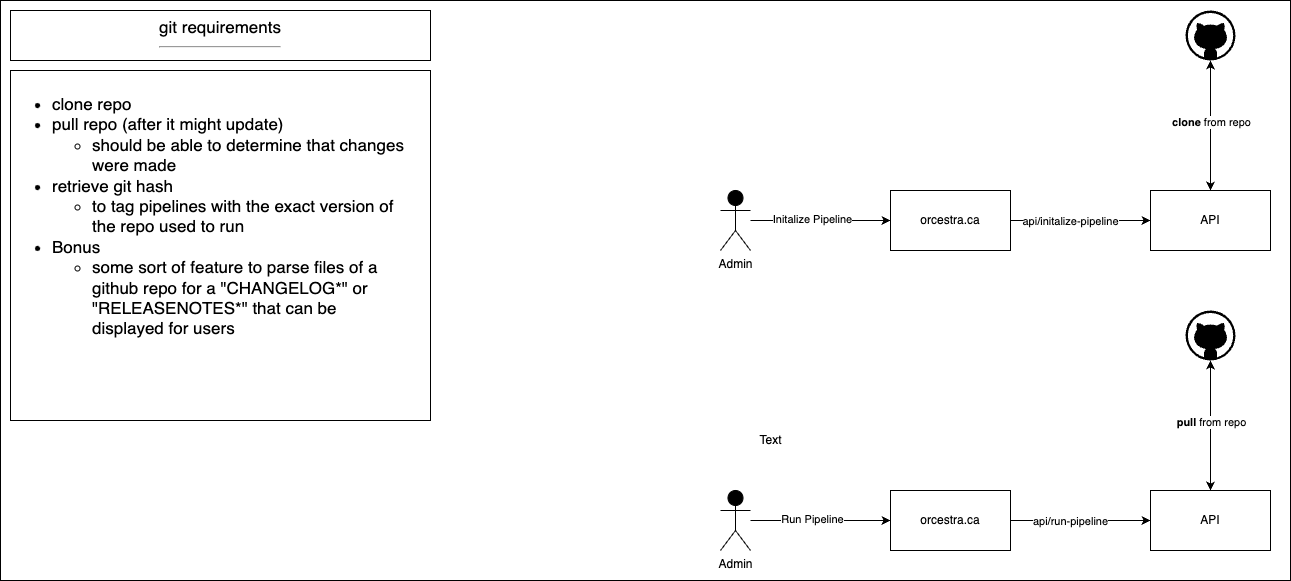 git requirements
clone repo
pull repo (after it might update)
should be able to determine that changes
were made
retrieve git hash
to tag pipelines with the exact version of
the repo used to run
Bonus
some sort of feature to parse files of a
github repo for a "CHANGELOG*" or
"RELEASENOTES*" that can be
displayed for users
clone from repo
Initalize Pipeline
orcestra.ca
api/initalize-pipeline
API
Admin
pull from repo
Text
Run Pipeline
orcestra.ca
api/run-pipeline
API
Admin